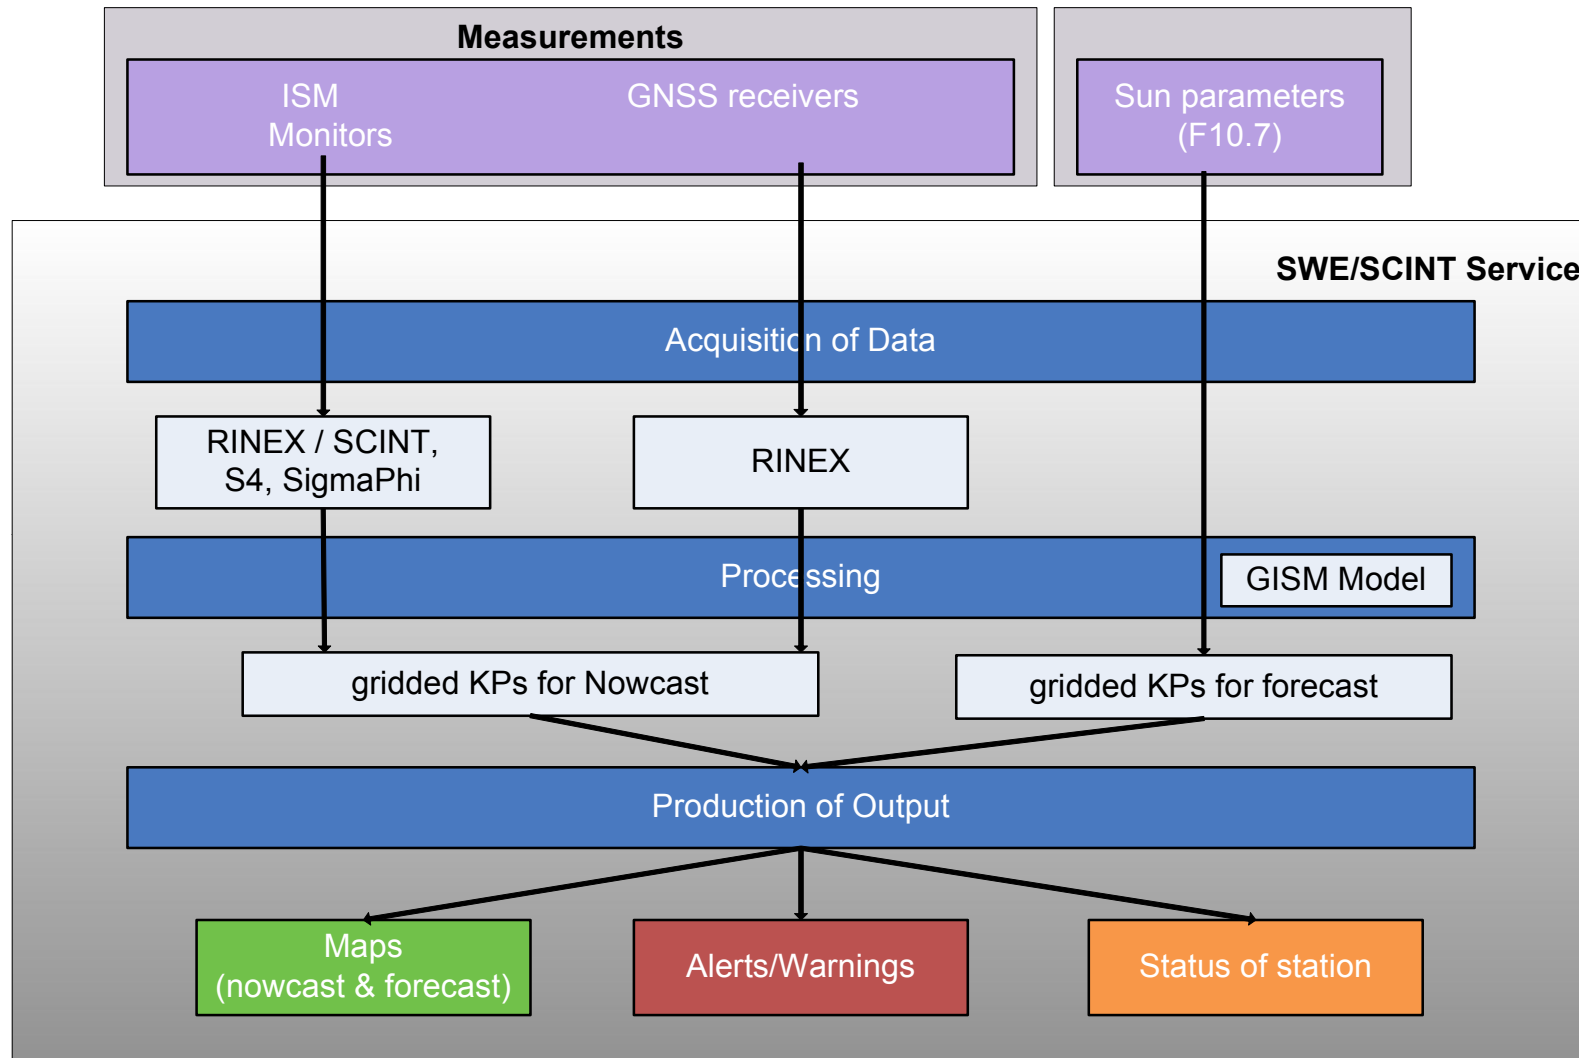 Measurements
ISM
Monitors
GNSS receivers
Sun parameters
(F10.7)
SWE/SCINT Service
Acquisition of Data
RINEX / SCINT,
S4, SigmaPhi
RINEX
Processing
GISM Model
gridded KPs for Nowcast
gridded KPs for forecast
Production of Output
Maps
(nowcast & forecast)
Alerts/Warnings
Status of station